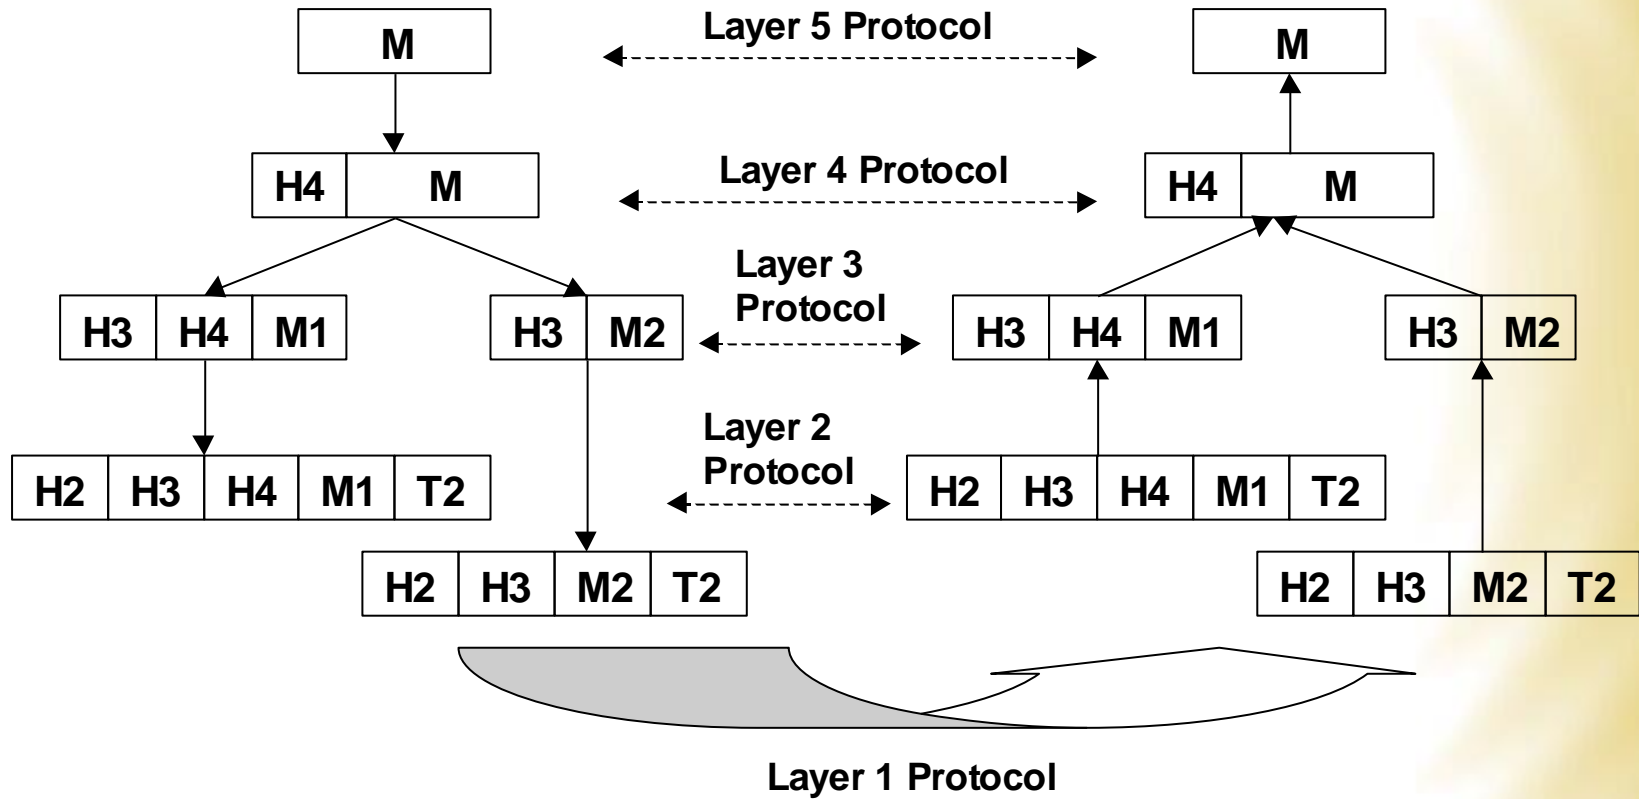 M
Layer 5 Protocol
M
H4 M
Layer 4 Protocol
H4 M
Layer 3
Protocol
H3 H4 M1
H3 M2
H3 H4 M1
H3 M2
Layer 2
Protocol
H2 H3 H4 M1 T2
H2 H3 H4 M1 T2
H2 H3 M2 T2
H2 H3 M2 T2
Layer 1 Protocol